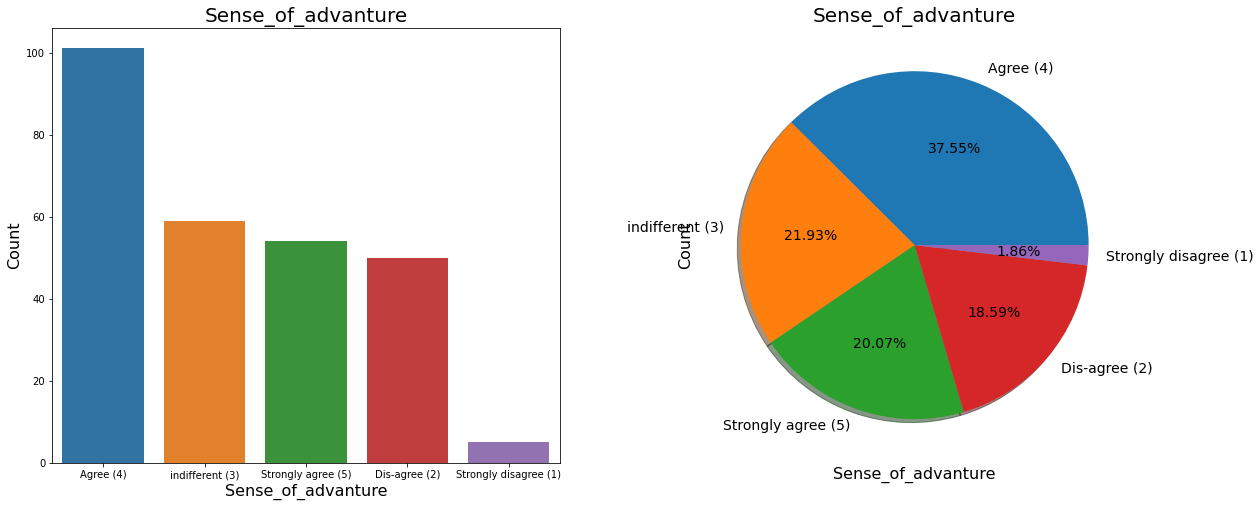 Sense_of_advanture
Count
100
80
60
40
20
0
Agree (4)
indifferent (3)
Strongly agree (5)
Dis-agree (2)
Strongly disagree (1)
Sense_of_advanture
Sense_of_advanture
Agree (4)
37.55%
indifferent (3)
Count
21.93%
1.86%
Strongly disagree (1)
18.59%
20.07%
Dis-agree (2)
Strongly agree (5)
Sense_of_advanture